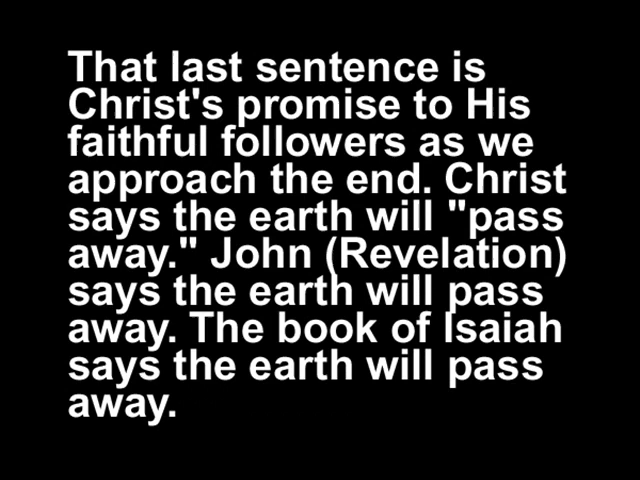 That last sentence is
Christ's promise to His
faithful followers as we
approach the end. Christ
says the earth will "pass
away." John (Revelation)
says the earth will pass
away. The book of Isaiah
says the earth will pass
away.